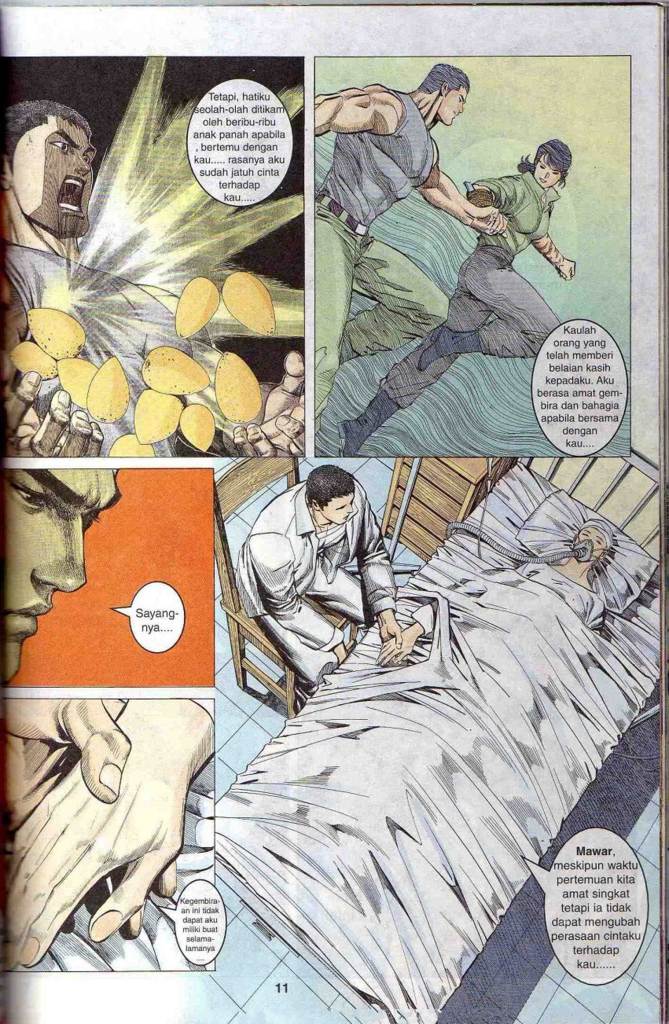 Tetapi, hatiku
seolah-olah ditikam
oleh beribu-ribu
anak panah apabila
, bertemu dengan
kau..... rasanya aku
sudah jatuh cinta
terhadap
kau.....
Kaulah
orang yang
telah memberi
belaian kasih
kepadaku. Aku
berasa amat gem-
bira dan bahagia
apabila bersama
dengan
kau....
Sayang-
nya....
Kegembira-
an ini tidak
dapat aku
miliki buat
selama-
lamanya
....
Mawar,
meskipun waktu
pertemuan kita
amat singkat
tetapi ia tidak
dapat mengubah
perasaan cintaku
terhadap
kau......
11